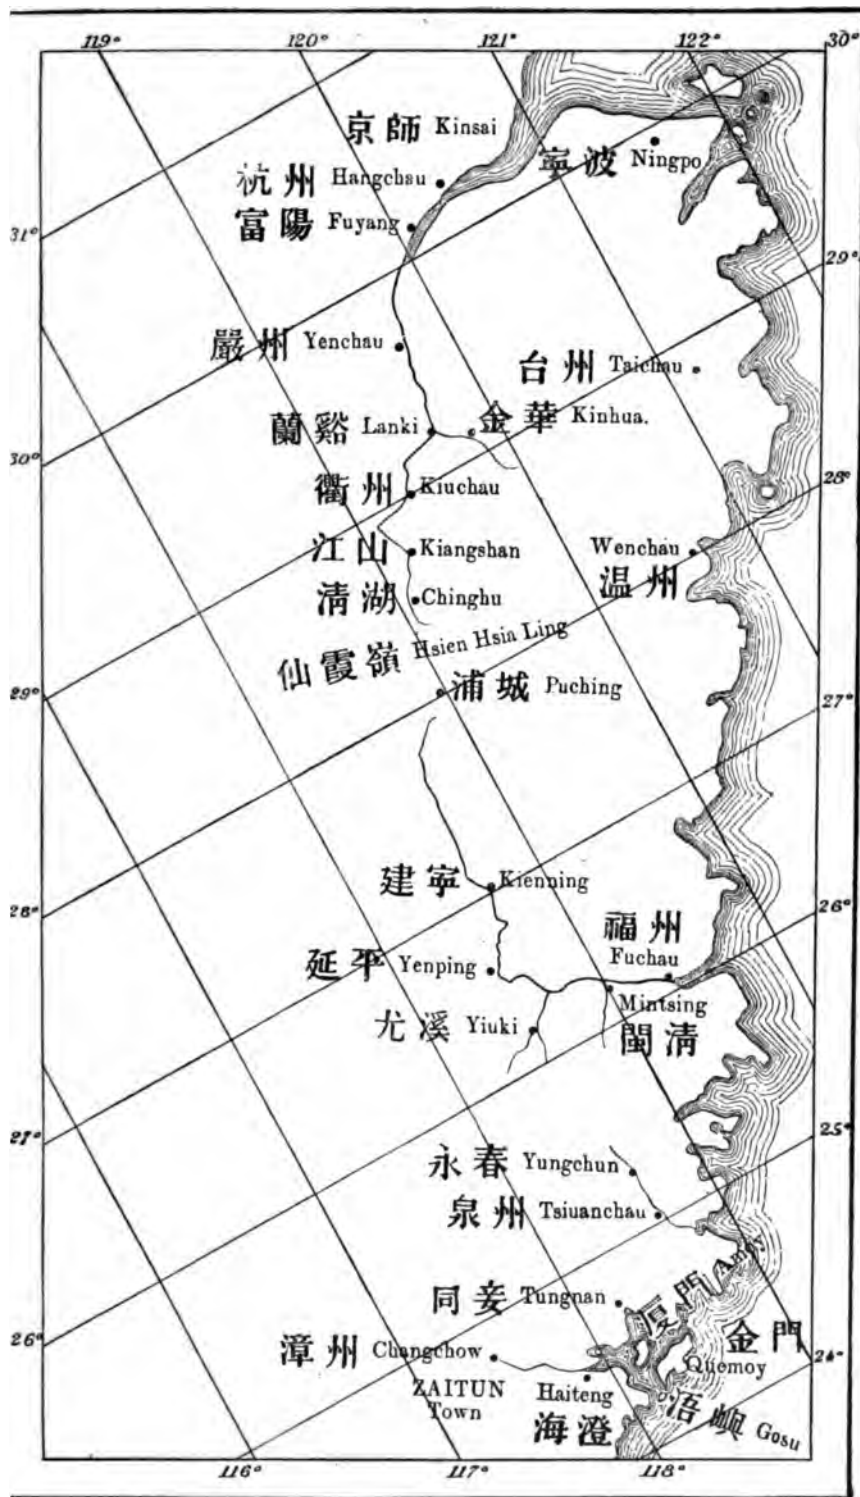 119° 120° 121° 122° 30°
京師 Kinsai
杭州 Hangchau
寧波 Ningpo
富陽 Fuyang
31° 29°
嚴州 Yenchau
台州 Taichau
金華 Kinhua.
蘭谿 Lanki
30°
衢州 Kiuchau
28°
江山 Kiangshan
Wenchau
温州
清湖 Chinghu
仙霞嶺 Hsien Hsia Ling
29°
浦城 Puching
27°
建寧 Kienning
28° 26°
福州
Fuchau
延平 Yenping
Mintsing
閩清
尤溪 Yiuki
27° 25°
永春 Yungchun
泉州 Tsiuanchau
厦門 Amoy
同安 Tungnan
金門
Quemoy
26° 24°
漳州 Changchow
ZAITUN
Town
Haiteng
海澄
浯嶼 Gosu
116° 117° 118°